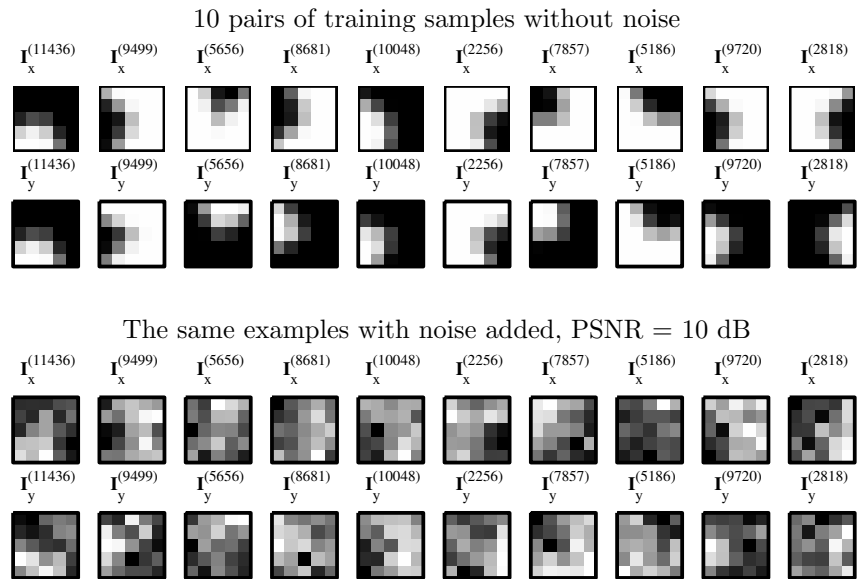 10 pairs of training samples without noise
I_x^(11436) I_x^(9499) I_x^(5656) I_x^(8681) I_x^(10048) I_x^(2256) I_x^(7857) I_x^(5186) I_x^(9720) I_x^(2818)
I_y^(11436) I_y^(9499) I_y^(5656) I_y^(8681) I_y^(10048) I_y^(2256) I_y^(7857) I_y^(5186) I_y^(9720) I_y^(2818)
The same examples with noise added, PSNR = 10 dB
I_x^(11436) I_x^(9499) I_x^(5656) I_x^(8681) I_x^(10048) I_x^(2256) I_x^(7857) I_x^(5186) I_x^(9720) I_x^(2818)
I_y^(11436) I_y^(9499) I_y^(5656) I_y^(8681) I_y^(10048) I_y^(2256) I_y^(7857) I_y^(5186) I_y^(9720) I_y^(2818)